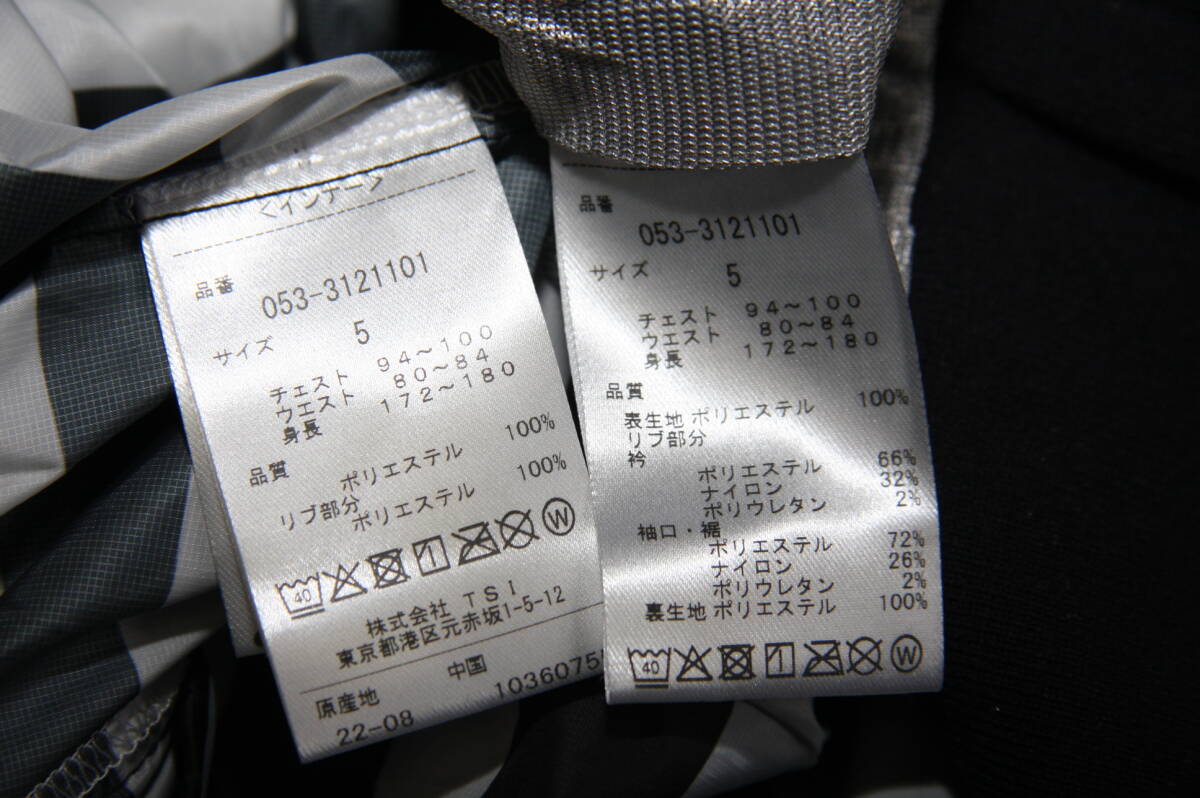 <インナー>
品番
053-3121101
サイズ 5
チェスト 94~100
ウエスト 80~84
身長 172~180
品質
ポリエステル 100%
リブ部分
ポリエステル 100%
40 W
株式会社 TSI
東京都港区元赤坂1-5-12
原産地 中国
22-08 1036075
品番
053-3121101
サイズ 5
チェスト 94~100
ウエスト 80~84
身長 172~180
品質
表生地 ポリエステル 100%
リブ部分
衿
ポリエステル 66%
ナイロン 32%
ポリウレタン 2%
袖口・裾
ポリエステル 72%
ナイロン 26%
ポリウレタン 2%
裏生地 ポリエステル 100%
40 W